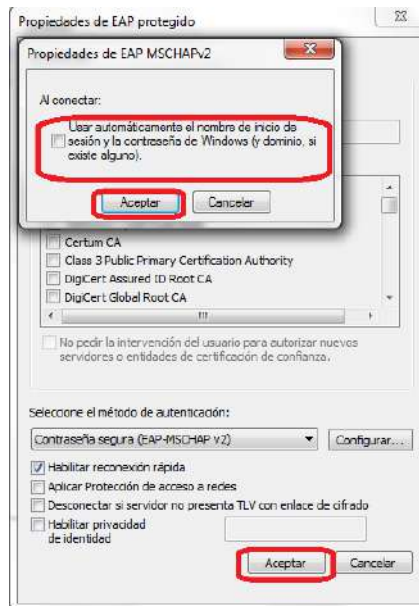 Propiedades de EAP protegido
Propiedades de EAP MSCHAPv2
Al conectar:
Usar automáticamente el nombre de inicio de
sesión y la contraseña de Windows (y dominio, si
existe alguno).
Aceptar
Cancelar
Certum CA
Class 3 Public Primary Certification Authority
DigiCert Assured ID Root CA
DigiCert Global Root CA
No pedir la intervención del usuario para autorizar nuevos
servidores o entidades de certificación de confianza.
Seleccione el método de autenticación:
Contraseña segura (EAP-MSCHAP v2)
Configurar...
Habilitar reconexión rápida
Aplicar Protección de acceso a redes
Desconectar si servidor no presenta TLV con enlace de cifrado
Habilitar privacidad
de identidad
Aceptar
Cancelar